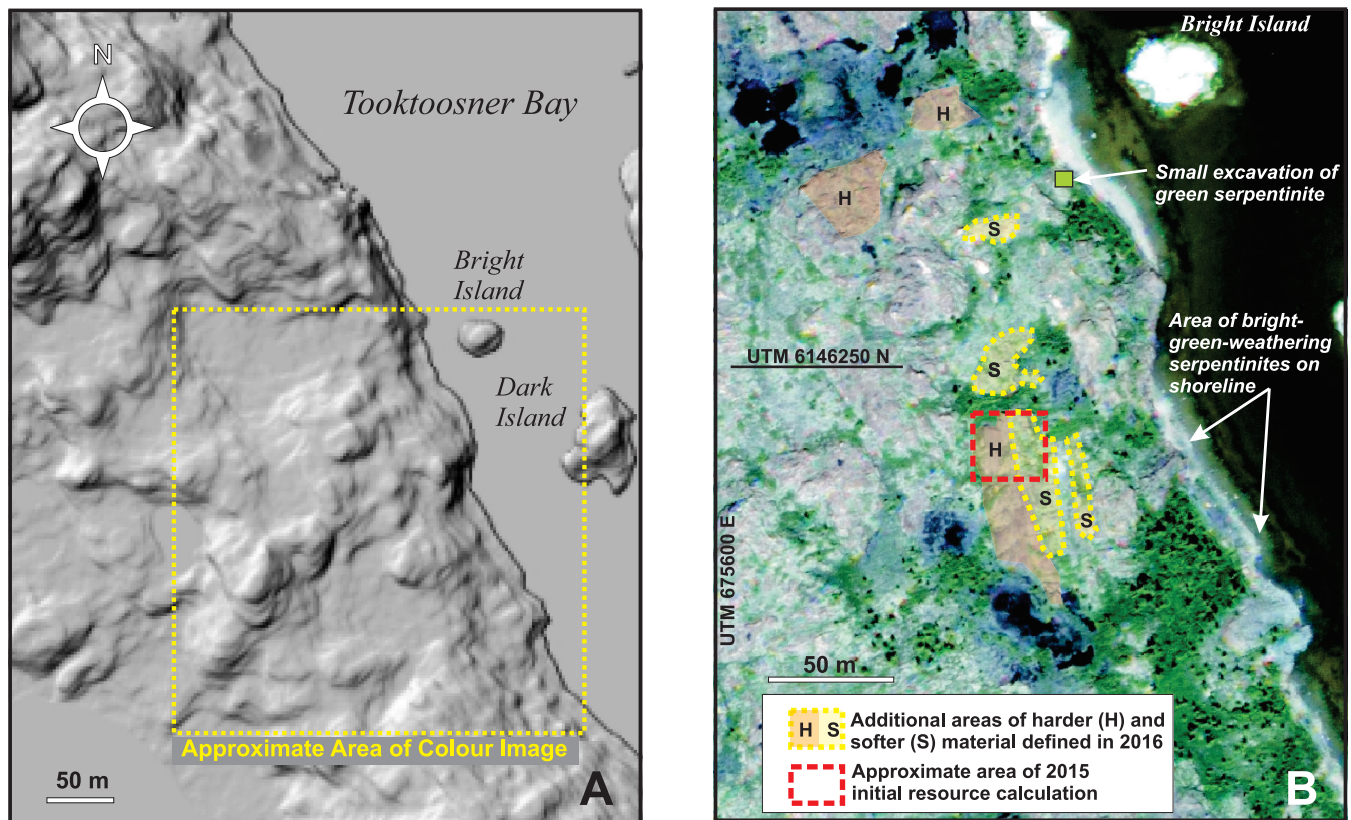 N
Tooktoosner Bay
Bright
Island
Dark
Island
Approximate Area of Colour Image
50 m
A
Bright Island
H
Small excavation of
green serpentinite
H
S
Area of bright-
green-weathering
serpentinites on
shoreline
UTM 6146250 N
S
H
S
S
UTM 675600 E
50 m
H S Additional areas of harder (H) and
softer (S) material defined in 2016
Approximate area of 2015
initial resource calculation
B